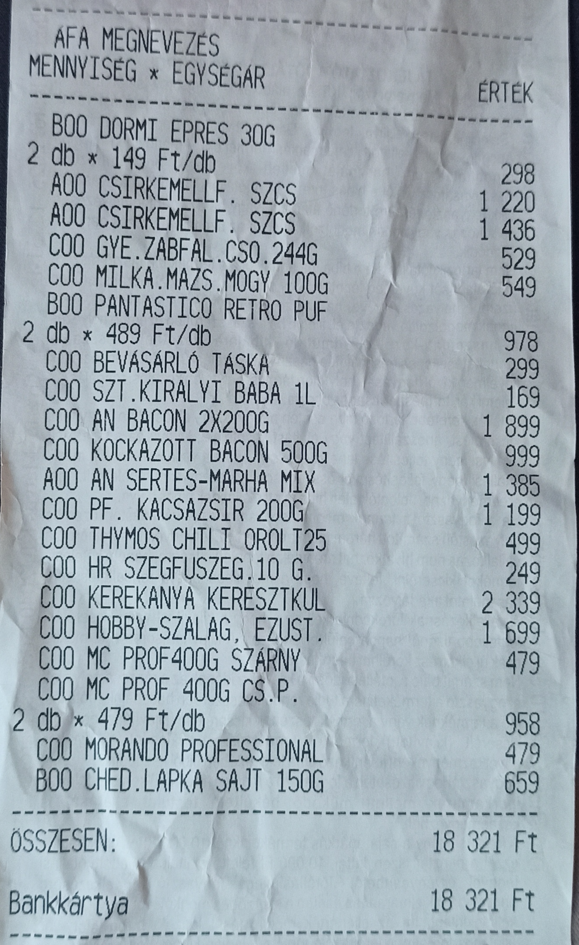 ÁFA MEGNEVEZÉS
MENNYISÉG * EGYSÉGÁR ÉRTÉK
B00 DORMI EPRES 30G
2 db * 149 Ft/db 298
A00 CSIRKEMELLF. SZCS 1 220
A00 CSIRKEMELLF. SZCS 1 436
C00 GYE.ZABFAL.CSO.244G 529
C00 MILKA.MAZS.MOGY 100G 549
B00 PANTASTICO RETRO PUF
2 db * 489 Ft/db 978
C00 BEVÁSÁRLÓ TÁSKA 299
C00 SZT.KIRÁLYI BABA 1L 169
C00 AN BACON 2X200G 1 899
C00 KOCKÁZOTT BACON 500G 999
A00 AN SERTÉS-MARHA MIX 1 385
C00 PF. KACSAZSIR 200G 1 199
C00 THYMOS CHILI OROLT25 499
C00 HR SZEGFUSZEG.10 G. 249
C00 KEREKANYA KERESZTKUL 2 339
C00 HOBBY-SZALAG, EZUST. 1 699
C00 MC PROF400G SZÁRNY 479
C00 MC PROF 400G CS.P.
2 db * 479 Ft/db 958
C00 MORANDO PROFESSIONAL 479
B00 CHED.LAPKA SAJT 150G 659
ÖSSZESEN: 18 321 Ft
Bankkártya 18 321 Ft